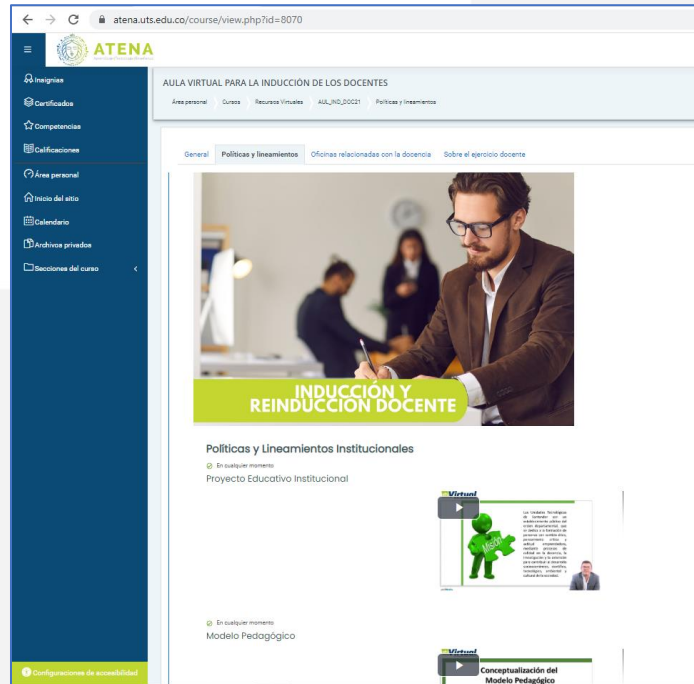 atena.uts.edu.co/course/view.php?id=8070
ATENA
Insignias
Certificados
Competencias
Calificaciones
Área personal
Inicio del sitio
Calendario
Archivos privados
Secciones del curso
Configuraciones de accesibilidad
AULA VIRTUAL PARA LA INDUCCIÓN DE LOS DOCENTES
Área personal Cursos Recursos Virtuales AUL_IND_DOC21 Políticas y lineamientos
General Políticas y lineamientos Oficinas relacionadas con la docencia Sobre el ejercicio docente
INDUCCIÓN Y
REINDUCCIÓN DOCENTE
Políticas y Lineamientos Institucionales
En cualquier momento
Proyecto Educativo Institucional
Virtual
Misión
En cualquier momento
Modelo Pedagógico
Virtual
Conceptualización del
Modelo Pedagógico